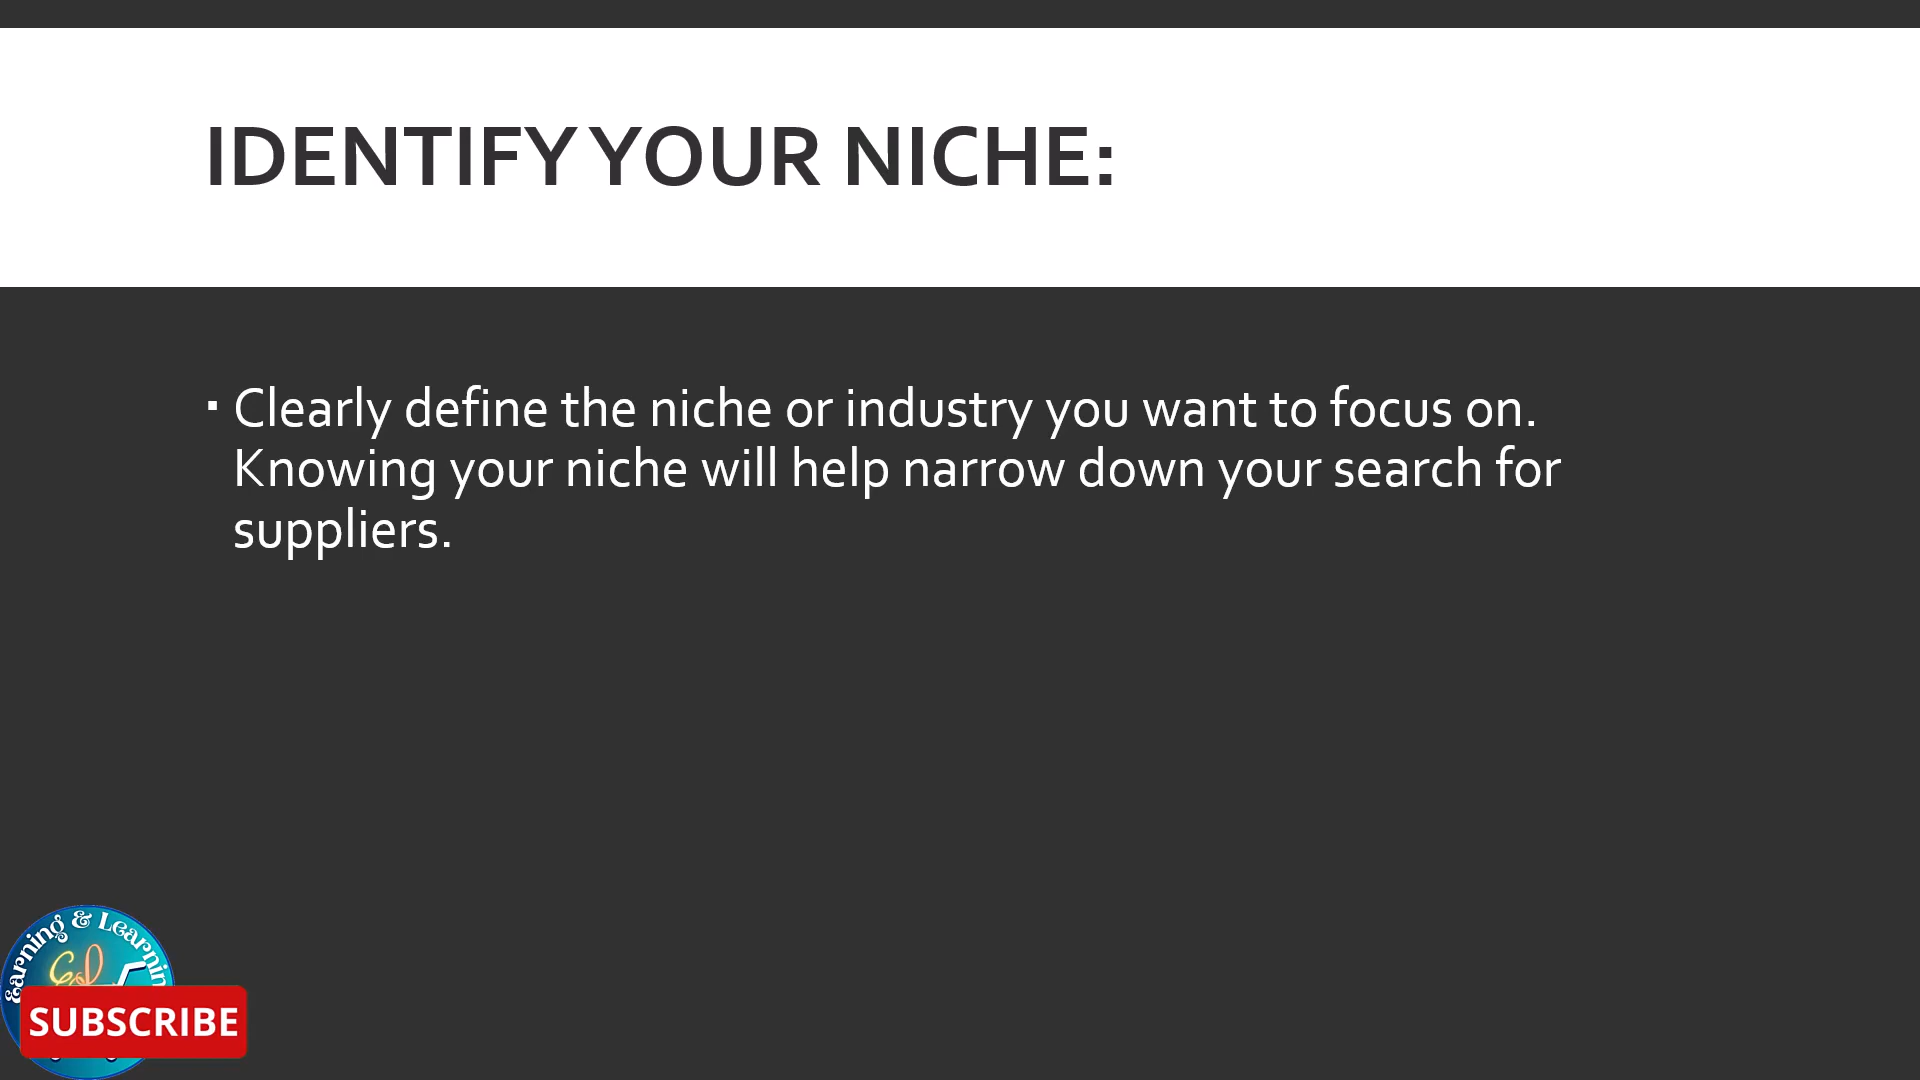 IDENTIFY YOUR NICHE:
▪ Clearly define the niche or industry you want to focus on.
Knowing your niche will help narrow down your search for
suppliers.
Earning & Learning
SUBSCRIBE